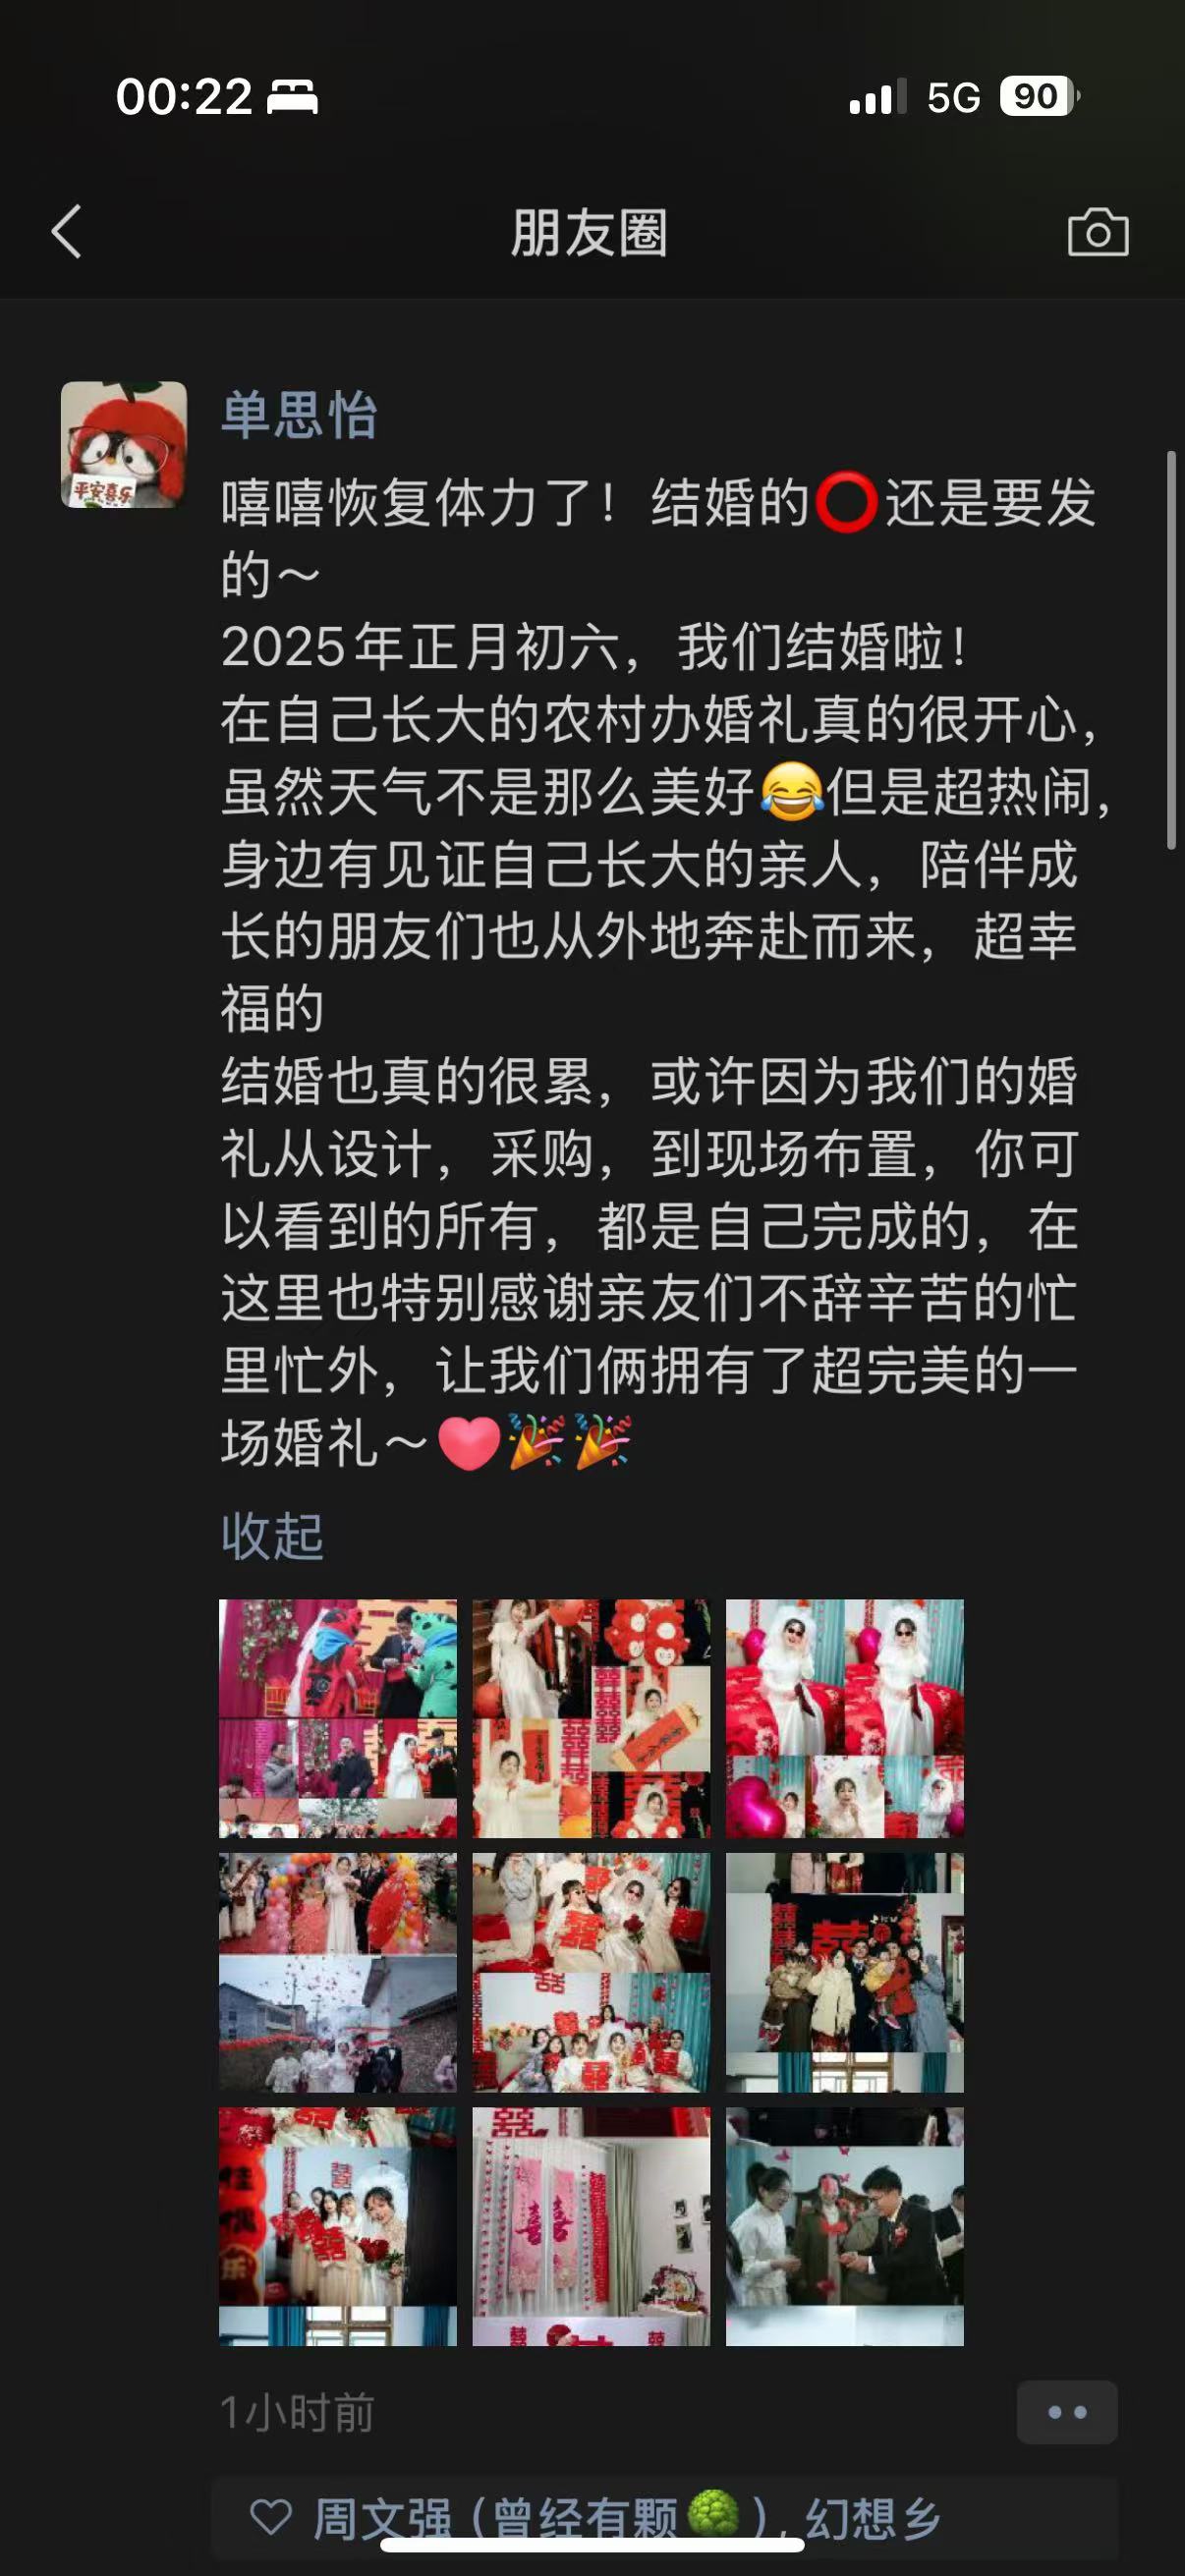 00:22
5G
90
朋友圈
平安喜乐
单思怡
嘻嘻恢复体力了！结婚的⭕还是要发
的～
2025年正月初六，我们结婚啦！
在自己长大的农村办婚礼真的很开心，
虽然天气不是那么美好😂但是超热闹，
身边有见证自己长大的亲人，陪伴成
长的朋友们也从外地奔赴而来，超幸
福的
结婚也真的很累，或许因为我们的婚
礼从设计，采购，到现场布置，你可
以看到的所有，都是自己完成的，在
这里也特别感谢亲友们不辞辛苦的忙
里忙外，让我们俩拥有了超完美的一
场婚礼～❤️🎉🎉
收起
囍
1小时前
周文强（曾经有颗🌳），幻想乡